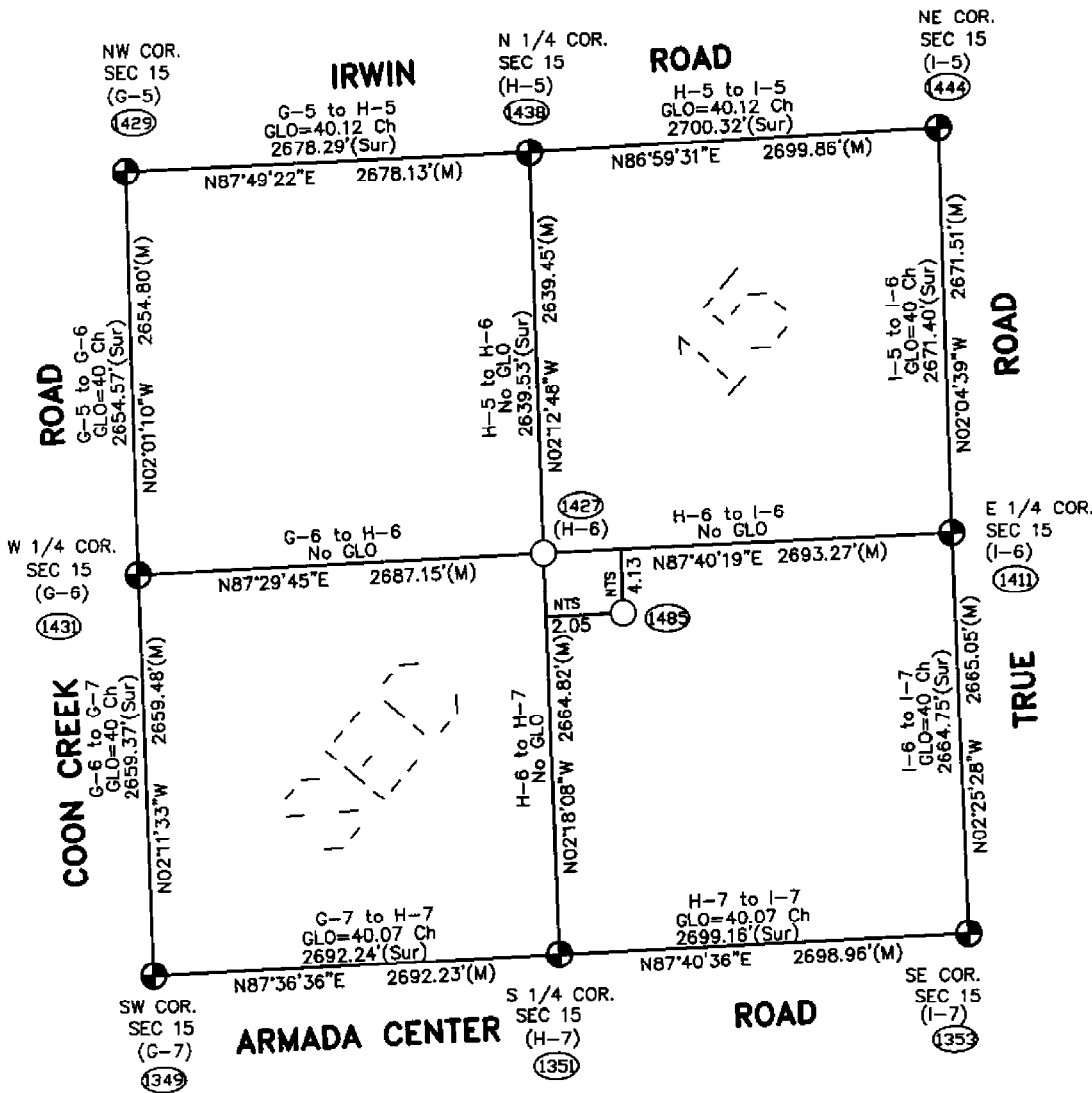 NW COR.
SEC 15
(G-5)
1429
IRWIN
N 1/4 COR.
SEC 15
(H-5)
1438
ROAD
NE COR.
SEC 15
(I-5)
1444
G-5 to H-5
GLO=40.12 Ch
2678.29'(Sur)
N87°49'22"E 2678.13'(M)
H-5 to I-5
GLO=40.12 Ch
2700.32'(Sur)
N86°59'31"E 2699.86'(M)
ROAD
G-5 to G-6
GLO=40 Ch
2654.57'(Sur)
N02°01'10"W 2654.80'(M)
H-5 to H-6
No GLO
2639.53'(Sur)
N02°12'48"W 2639.45'(M)
15
I-5 to I-6
GLO=40 Ch
2671.40'(Sur)
N02°04'39"W 2671.51'(M)
ROAD
W 1/4 COR.
SEC 15
(G-6)
1431
G-6 to H-6
No GLO
N87°29'45"E 2687.15'(M)
1427
(H-6)
H-6 to I-6
No GLO
N87°40'19"E 2693.27'(M)
E 1/4 COR.
SEC 15
(I-6)
1411
NTS
4.13
NTS
2.05
1485
COON CREEK
G-6 to G-7
GLO=40 Ch
2659.37'(Sur)
N02°11'33"W 2659.48'(M)
H-6 to H-7
No GLO
N02°18'08"W 2664.82'(M)
I-6 to I-7
GLO=40 Ch
2664.75'(Sur)
N02°25'28"W 2665.05'(M)
TRUE
G-7 to H-7
GLO=40.07 Ch
2692.24'(Sur)
N87°36'36"E 2692.23'(M)
H-7 to I-7
GLO=40.07 Ch
2699.16'(Sur)
N87°40'36"E 2698.96'(M)
SW COR.
SEC 15
(G-7)
1349
ARMADA CENTER
S 1/4 COR.
SEC 15
(H-7)
1351
ROAD
SE COR.
SEC 15
(I-7)
1353